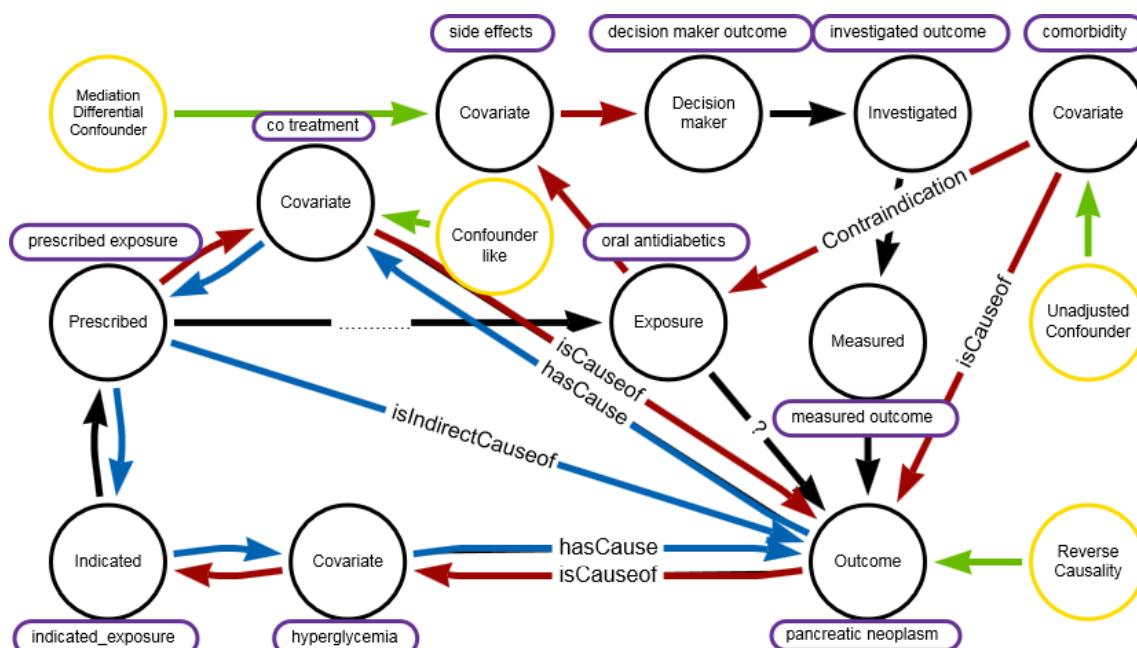 side effects
decision maker outcome
investigated outcome
comorbidity
Mediation
Differential
Confounder
Covariate
Decision
maker
Investigated
Covariate
co treatment
Covariate
Contraindication
prescribed exposure
Confounder
like
oral antidiabetics
Prescribed
............
Exposure
Measured
Unadjusted
Confounder
isCauseof
isCauseof
hasCause
isIndirectCauseof
?
measured outcome
Indicated
Covariate
hasCause
isCauseof
Outcome
Reverse
Causality
indicated_exposure
hyperglycemia
pancreatic neoplasm